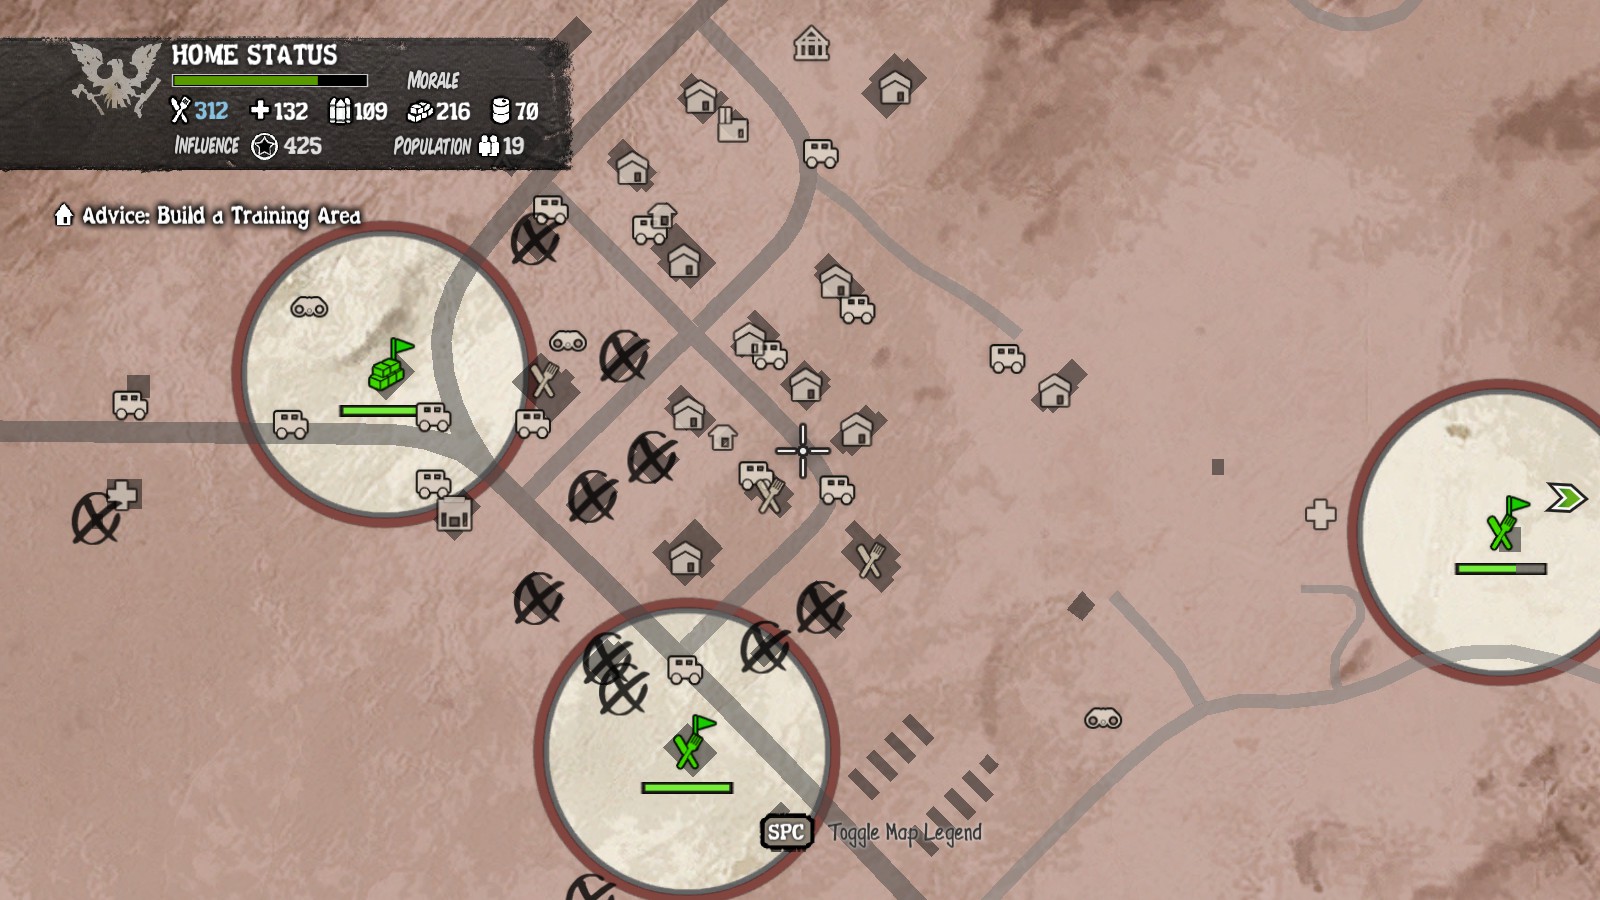 HOME STATUS
MORALE
312 132 109 216 70
INFLUENCE 425 POPULATION 19
Advice: Build a Training Area
SPC Toggle Map Legend